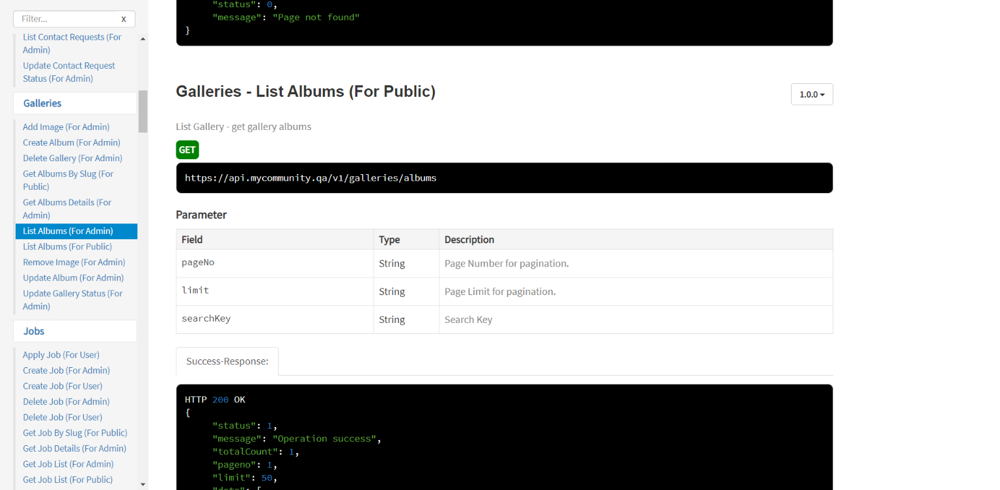 Filter... x
List Contact Requests (For
Admin)
Update Contact Request
Status (For Admin)
Galleries
Add Image (For Admin)
Create Album (For Admin)
Delete Gallery (For Admin)
Get Albums By Slug (For
Public)
Get Albums Details (For
Admin)
List Albums (For Admin)
List Albums (For Public)
Remove Image (For Admin)
Update Album (For Admin)
Update Gallery Status (For
Admin)
Jobs
Apply Job (For User)
Create Job (For Admin)
Create Job (For User)
Delete Job (For Admin)
Delete Job (For User)
Get Job By Slug (For Public)
Get Job Details (For Admin)
Get Job List (For Admin)
Get Job List (For Public)
"status": 0,
"message": "Page not found"
}
Galleries - List Albums (For Public)
1.0.0
List Gallery - get gallery albums
GET
https://api.mycommunity.qa/v1/galleries/albums
Parameter
Field Type Description
pageNo String Page Number for pagination.
limit String Page Limit for pagination.
searchKey String Search Key
Success-Response:
HTTP 200 OK
{
"status": 1,
"message": "Operation success",
"totalCount": 1,
"pageno": 1,
"limit": 50,
"data": [